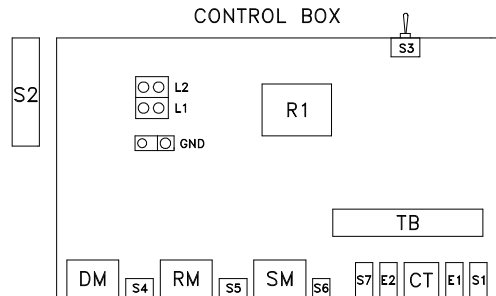 CONTROL BOX
S3
S2
L2
L1
R1
GND
TB
DM
S4
RM
S5
SM
S6
S7
E2
CT
E1
S1